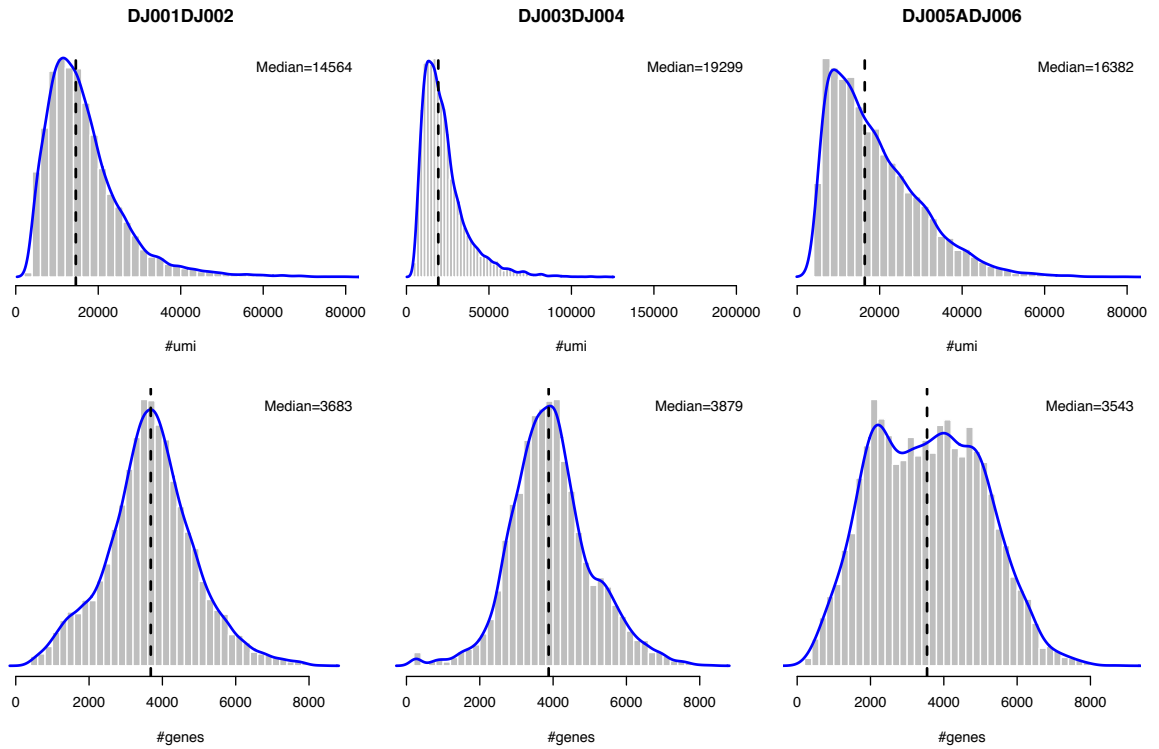 DJ001DJ002 DJ003DJ004 DJ005ADJ006
Median=14564 Median=19299 Median=16382
0 20000 40000 60000 80000 0 50000 100000 150000 200000 0 20000 40000 60000 80000
#umi #umi #umi
Median=3683 Median=3879 Median=3543
0 2000 4000 6000 8000 0 2000 4000 6000 8000 0 2000 4000 6000 8000
#genes #genes #genes